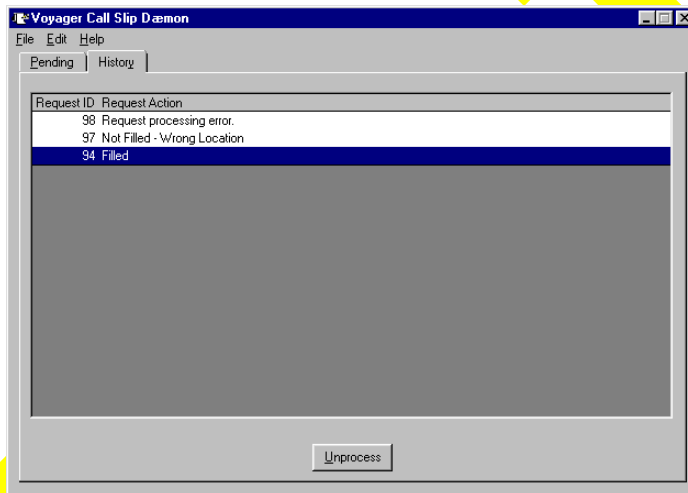 Voyager Call Slip Dæmon
File Edit Help
Pending History
Request ID Request Action
98 Request processing error.
97 Not Filled - Wrong Location
94 Filled
Unprocess